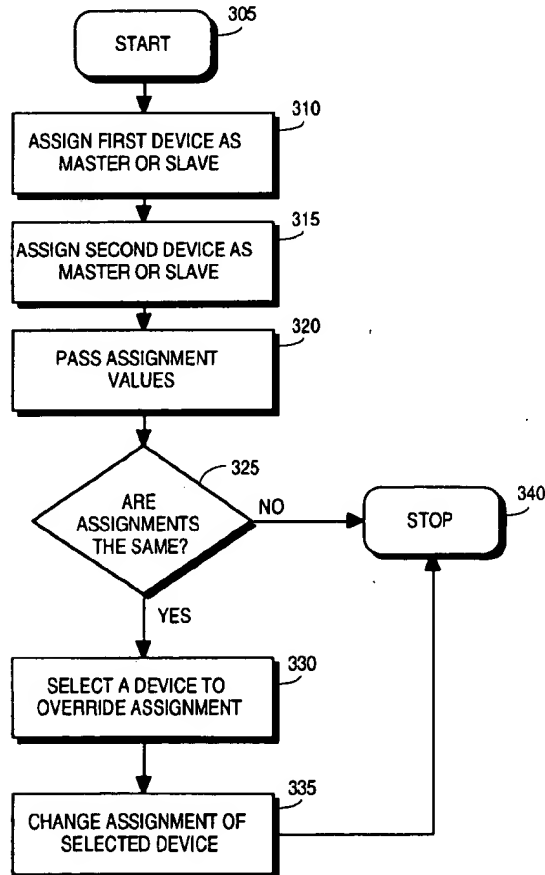 START
305
310
ASSIGN FIRST DEVICE AS
MASTER OR SLAVE
315
ASSIGN SECOND DEVICE AS
MASTER OR SLAVE
320
PASS ASSIGNMENT
VALUES
325
ARE
ASSIGNMENTS
THE SAME?
NO
STOP
340
YES
330
SELECT A DEVICE TO
OVERRIDE ASSIGNMENT
335
CHANGE ASSIGNMENT OF
SELECTED DEVICE